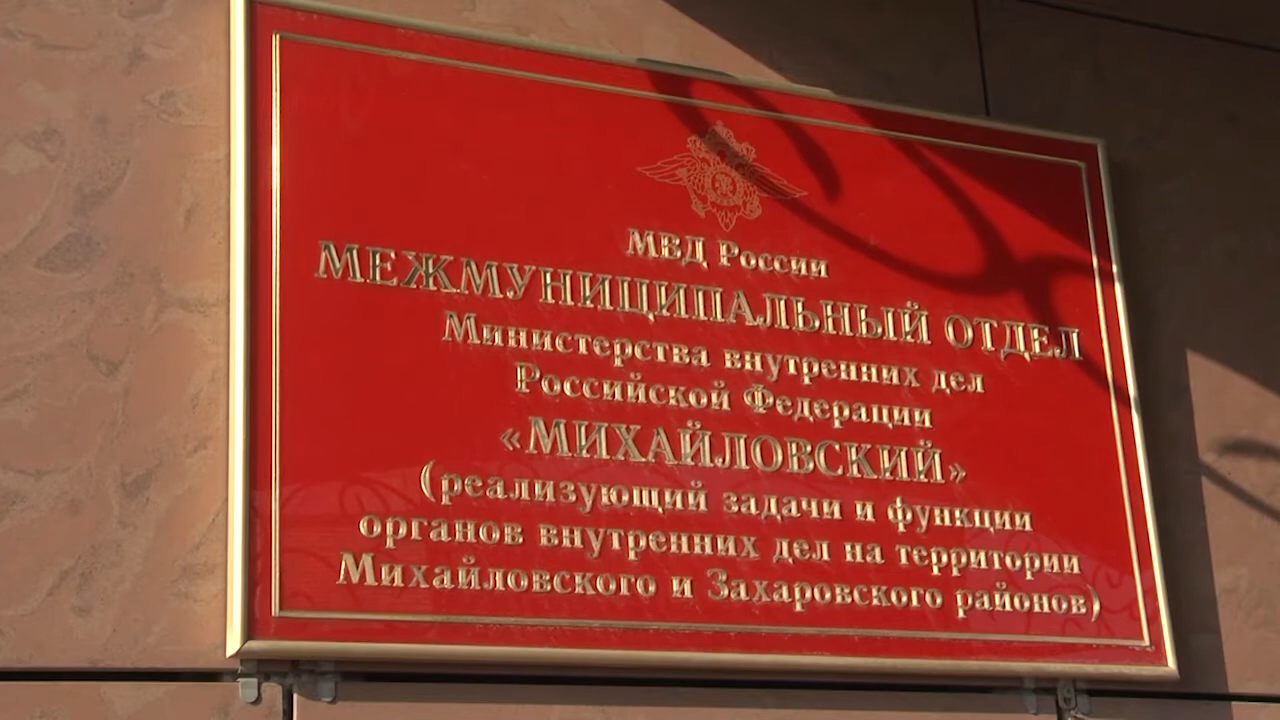 МВД России
МЕЖМУНИЦИПАЛЬНЫЙ ОТДЕЛ
Министерства внутренних дел
Российской Федерации
«МИХАЙЛОВСКИЙ»
(реализующий задачи и функции
органов внутренних дел на территории
Михайловского и Захаровского районов)